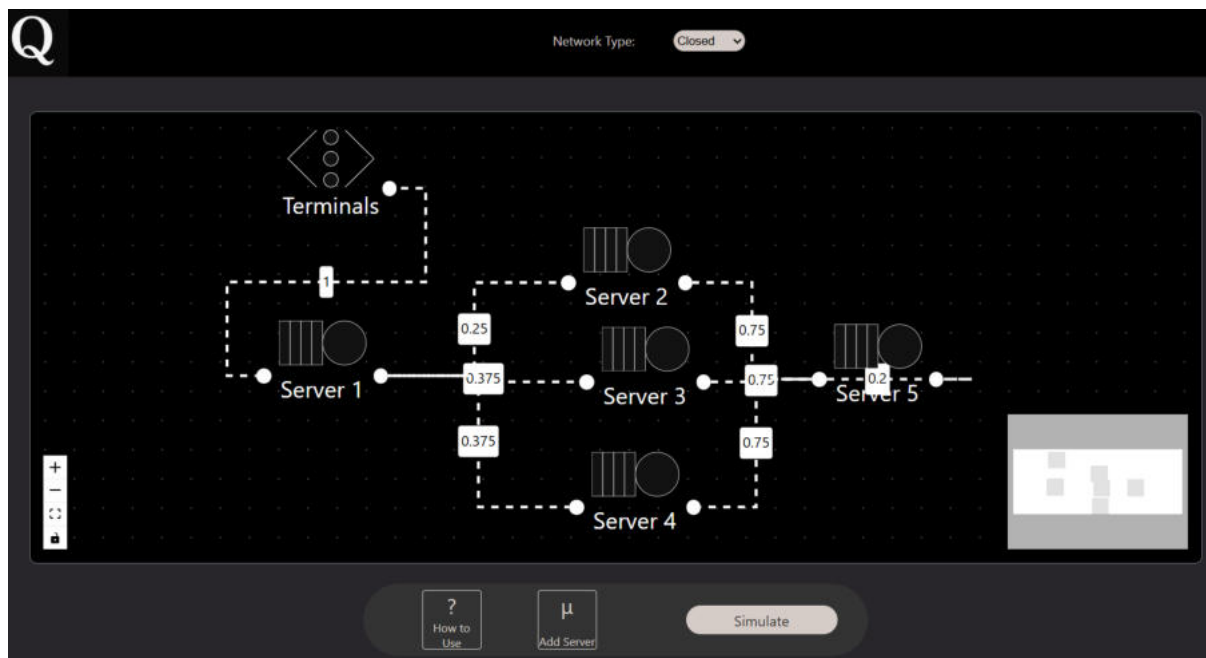 Q
Network Type:
Closed
Terminals
1
Server 2
0.25
0.75
Server 1
0.375
Server 3
0.75
0.2
Server 5
0.375
0.75
Server 4
?
How to
Use
μ
Add Server
Simulate